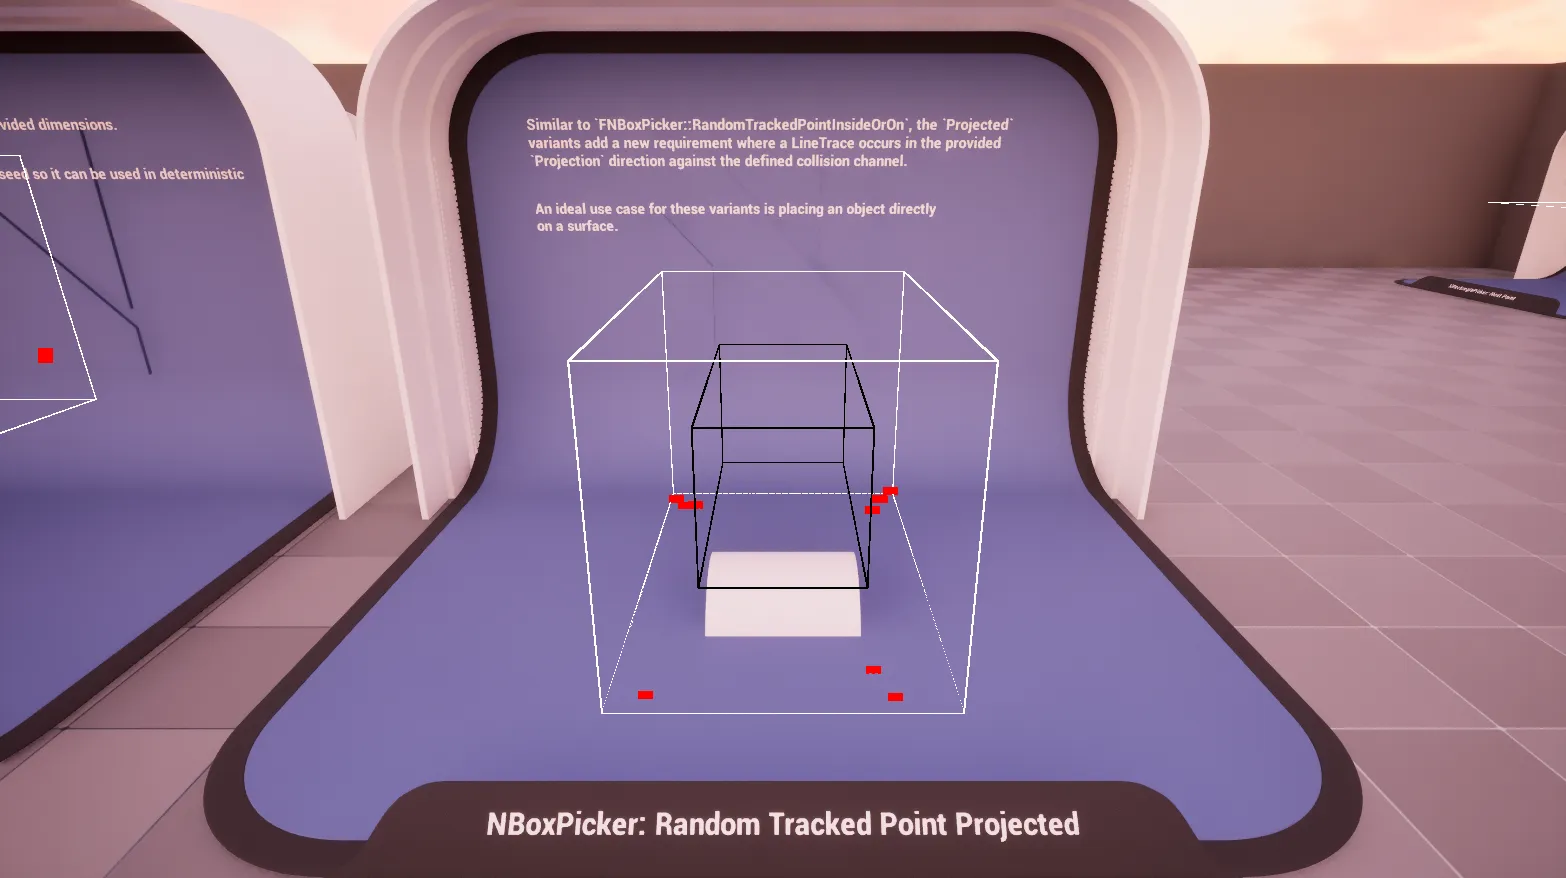 vided dimensions.
seed so it can be used in deterministic
Similar to `FNBoxPicker::RandomTrackedPointInsideOrOn`, the `Projected`
variants add a new requirement where a LineTrace occurs in the provided
`Projection` direction against the defined collision channel.
An ideal use case for these variants is placing an object directly
on a surface.
NBoxPicker: Random Tracked Point Projected